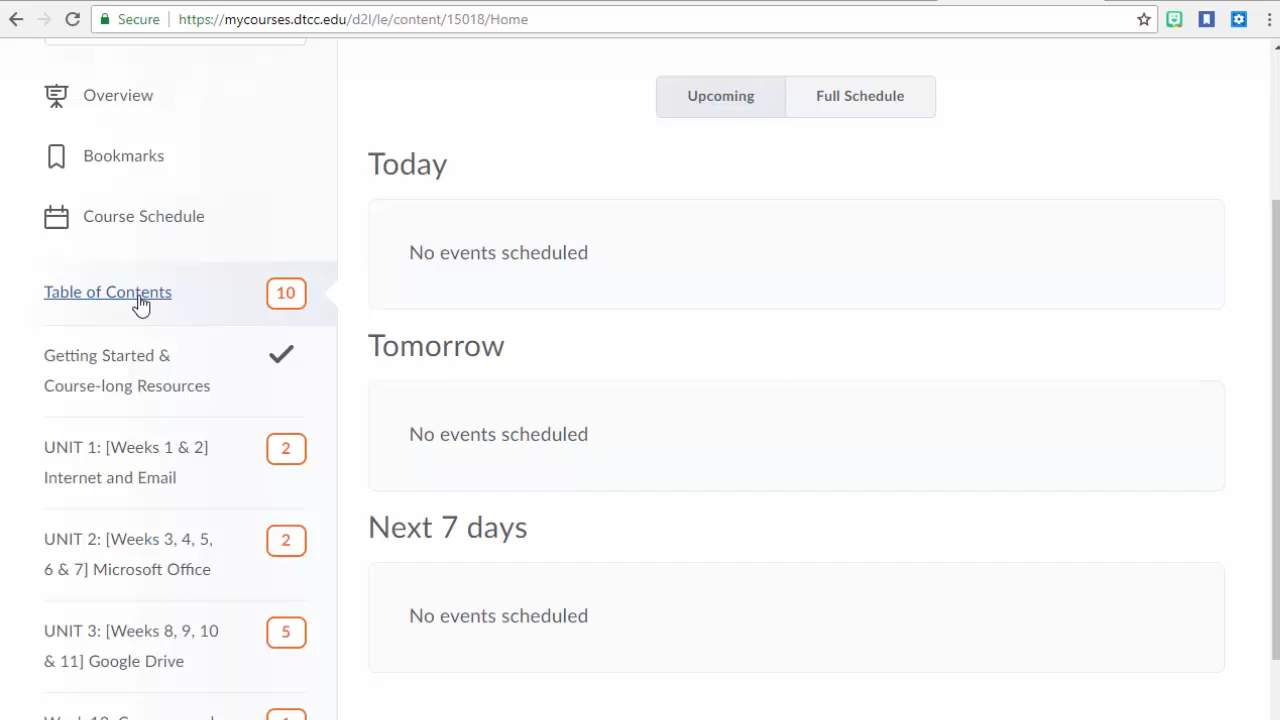 Secure
https://mycourses.dtcc.edu/d2l/le/content/15018/Home
Overview
Bookmarks
Course Schedule
Table of Contents
10
Getting Started &
Course-long Resources
UNIT 1: [Weeks 1 & 2]
Internet and Email
2
UNIT 2: [Weeks 3, 4, 5,
6 & 7] Microsoft Office
2
UNIT 3: [Weeks 8, 9, 10
& 11] Google Drive
5
Upcoming
Full Schedule
Today
No events scheduled
Tomorrow
No events scheduled
Next 7 days
No events scheduled